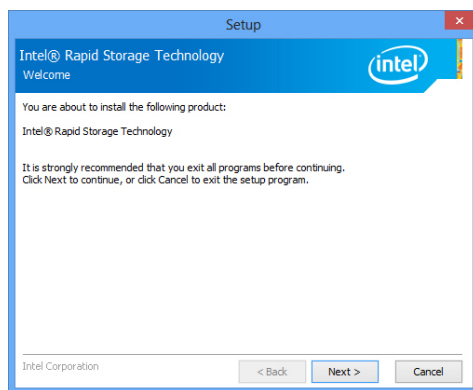 Setup
Intel® Rapid Storage Technology
Welcome
intel
You are about to install the following product:
Intel® Rapid Storage Technology
It is strongly recommended that you exit all programs before continuing.
Click Next to continue, or click Cancel to exit the setup program.
Intel Corporation
< Back
Next >
Cancel